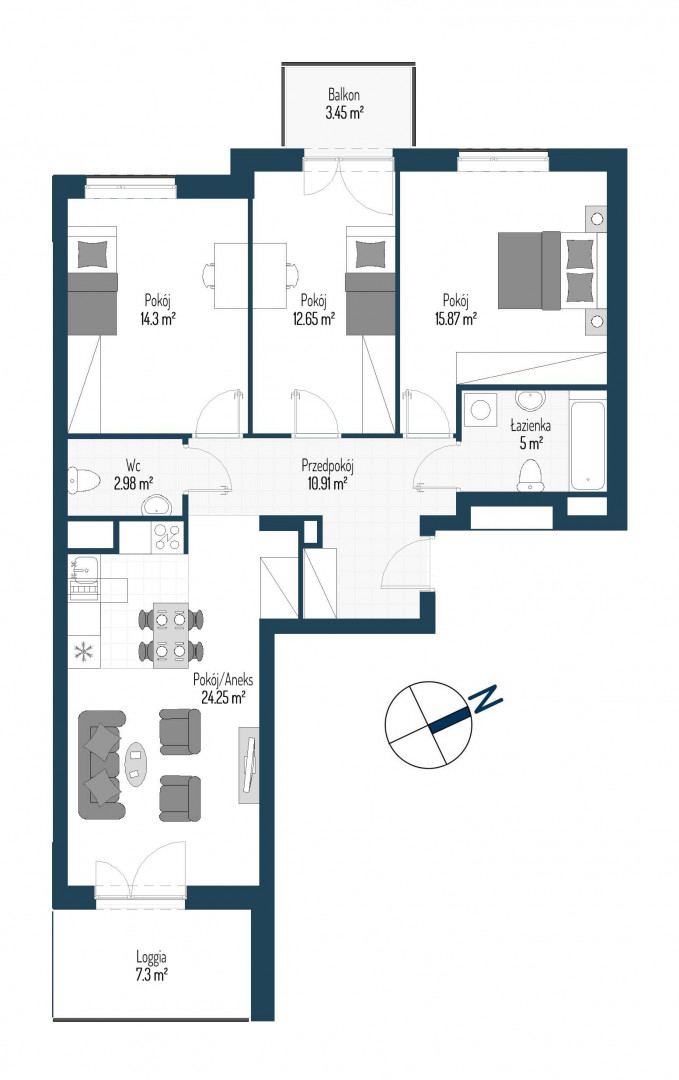 Balkon
3.45 m²
Pokój
14.3 m²
Pokój
12.65 m²
Pokój
15.87 m²
Łazienka
5 m²
Wc
2.98 m²
Przedpokój
10.91 m²
Pokój/Aneks
24.25 m²
N
Loggia
7.3 m²